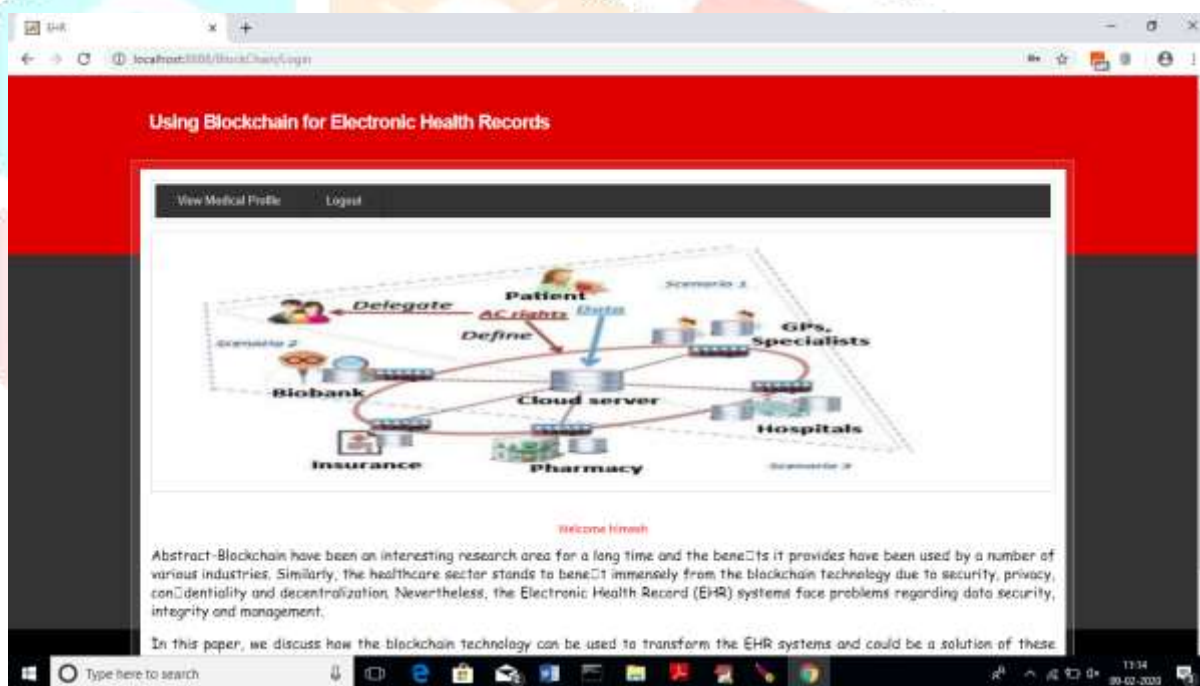 EHR
localhost:8888/BlockChain/Login
Using Blockchain for Electronic Health Records
View Medical Profile Logout
Patient
Scenario 1
Delegate
AC rights Data
Define
GPs,
Specialists
Scenario 2
Biobank
Cloud server
Hospitals
Insurance
Pharmacy
Scenario 3
Welcome himesh
Abstract-Blockchain have been an interesting research area for a long time and the bene□ts it provides have been used by a number of
various industries. Similarly, the healthcare sector stands to bene□t immensely from the blockchain technology due to security, privacy,
con□dentiality and decentralization. Nevertheless, the Electronic Health Record (EHR) systems face problems regarding data security,
integrity and management.
In this paper, we discuss how the blockchain technology can be used to transform the EHR systems and could be a solution of these
Type here to search
09-02-2020